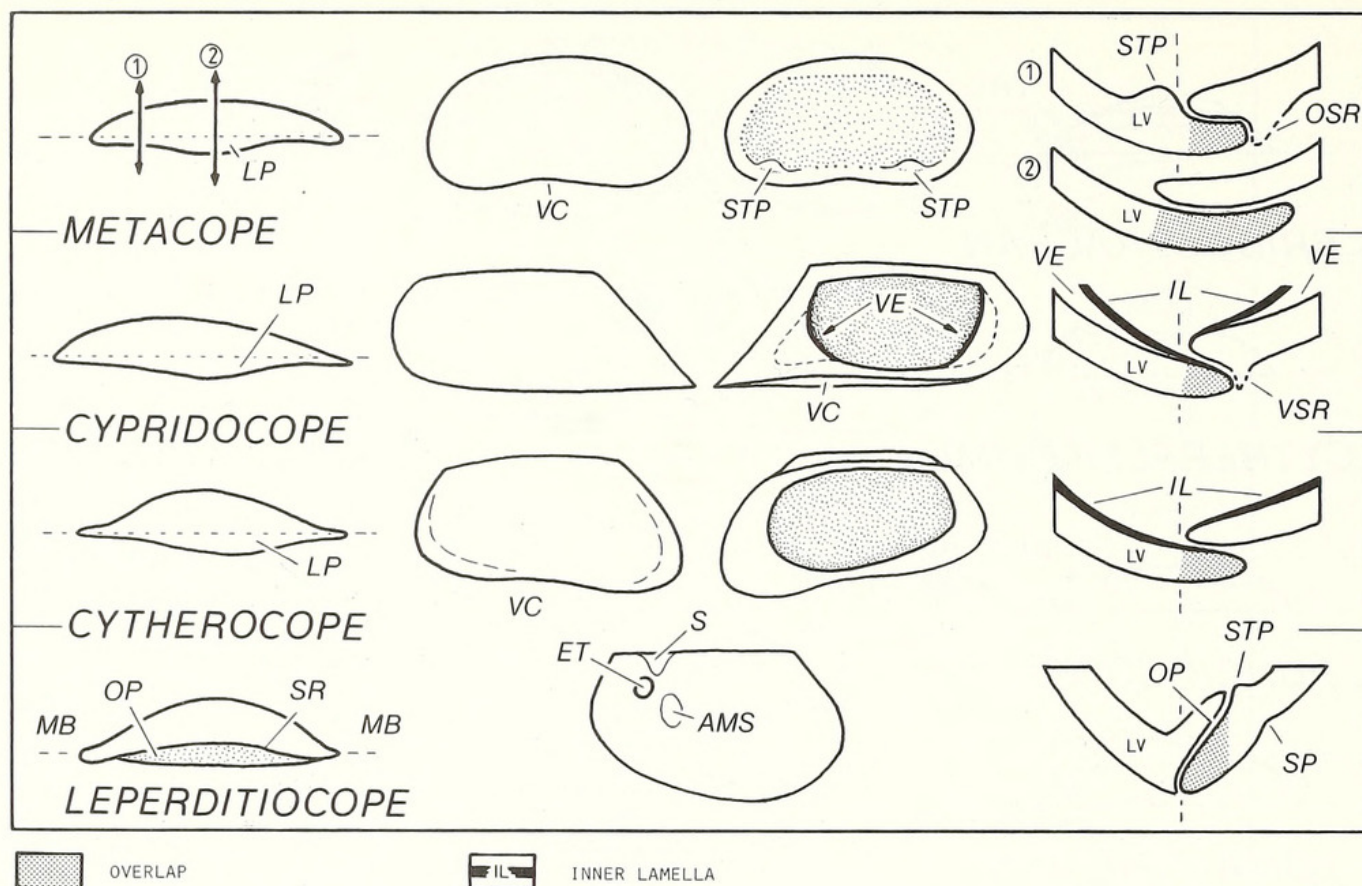 ① ② LP
METACOPE
VC
STP STP
① STP LV OSR
② LV
LP
CYPRIDOCOPE
VE
VC
VE IL VE
LV VSR
LP
CYTHEROCOPE
VC
IL
LV
MB OP SR MB
LEPERDITIOCOPE
S
ET
AMS
STP
OP
LV
SP
OVERLAP
IL INNER LAMELLA